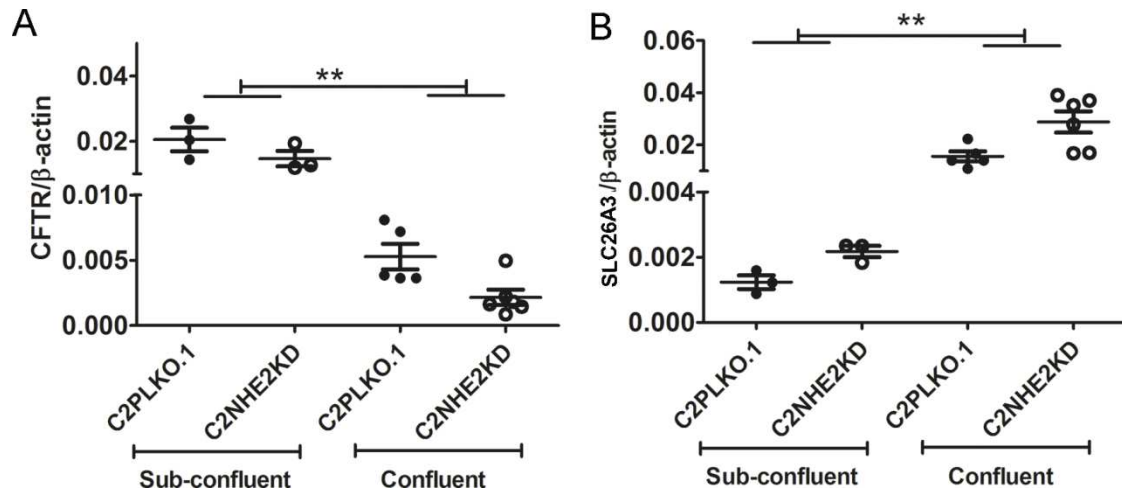 A
CFTR/β-actin
0.04
0.02
0.010
0.005
0.000
**
C2PLKO.1
C2NHE2KD
C2PLKO.1
C2NHE2KD
Sub-confluent
Confluent
B
SLC26A3/β-actin
0.06
0.04
0.02
0.004
0.002
0.000
**
C2PLKO.1
C2NHE2KD
C2PLKO.1
C2NHE2KD
Sub-confluent
Confluent